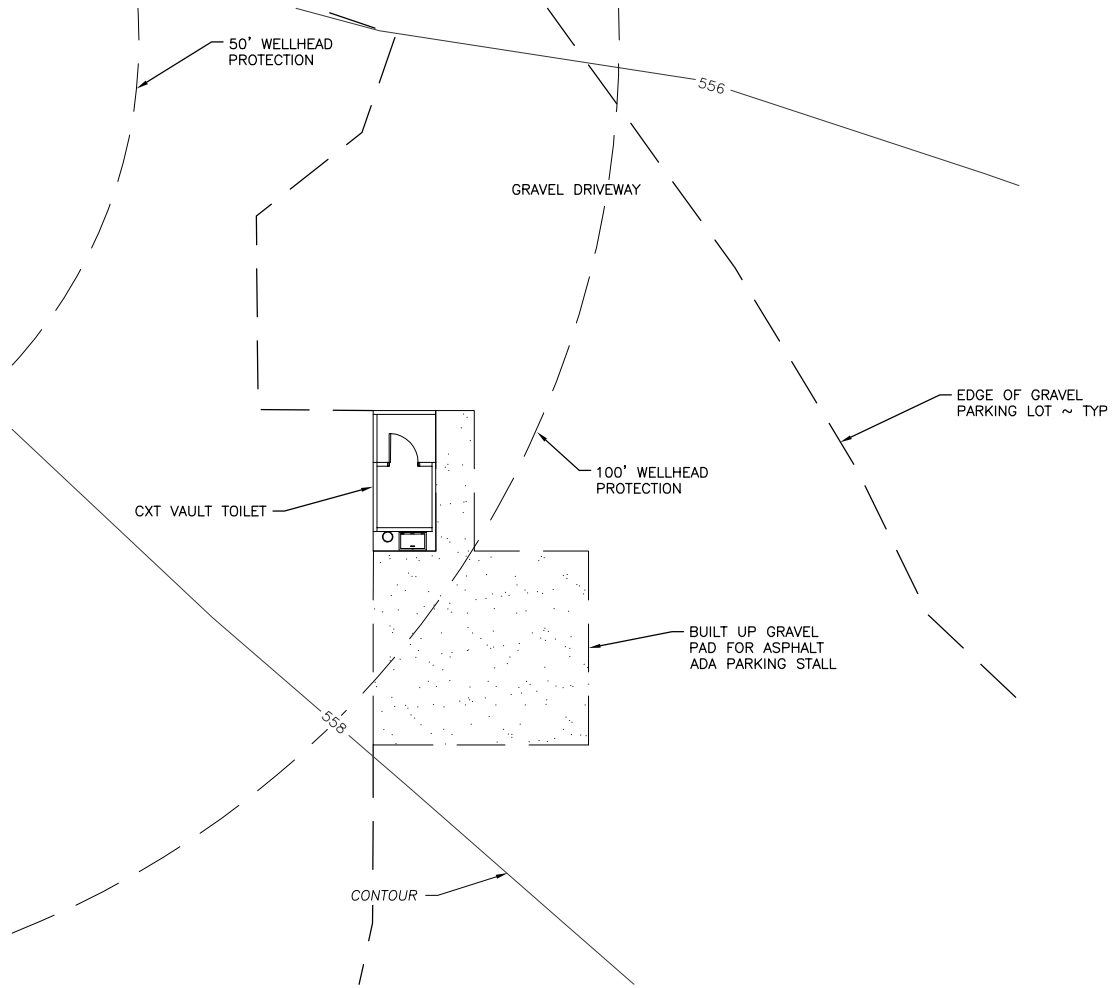 50' WELLHEAD
PROTECTION
556
GRAVEL DRIVEWAY
EDGE OF GRAVEL
PARKING LOT ~ TYP
100' WELLHEAD
PROTECTION
CXT VAULT TOILET
BUILT UP GRAVEL
PAD FOR ASPHALT
ADA PARKING STALL
558
CONTOUR